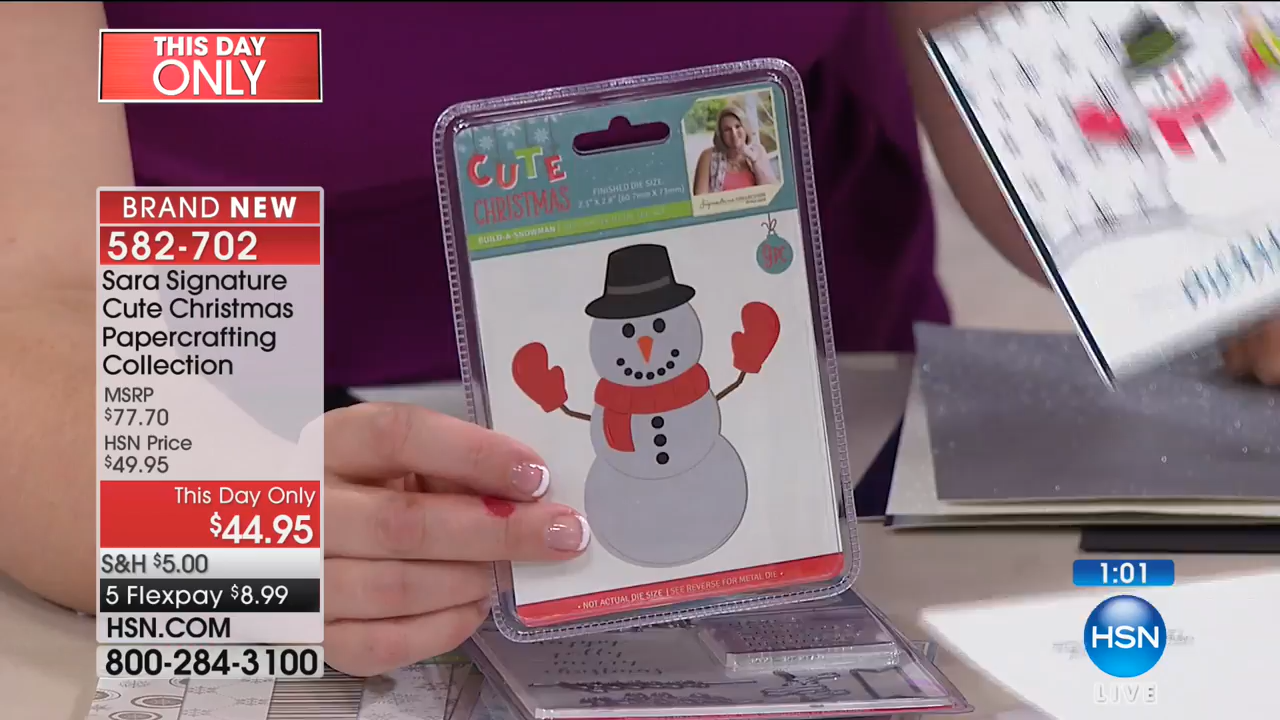 THIS DAY
ONLY
BRAND NEW
582-702
Sara Signature
Cute Christmas
Papercrafting
Collection
MSRP
$77.70
HSN Price
$49.95
This Day Only
$44.95
S&H $5.00
5 Flexpay $8.99
HSN.COM
800-284-3100
CUTE
CHRISTMAS
FINISHED DIE SIZE:
BUILD-A-SNOWMAN
9PC
• NOT ACTUAL DIE SIZE | SEE REVERSE FOR METAL DIE •
1:01
HSN
LIVE